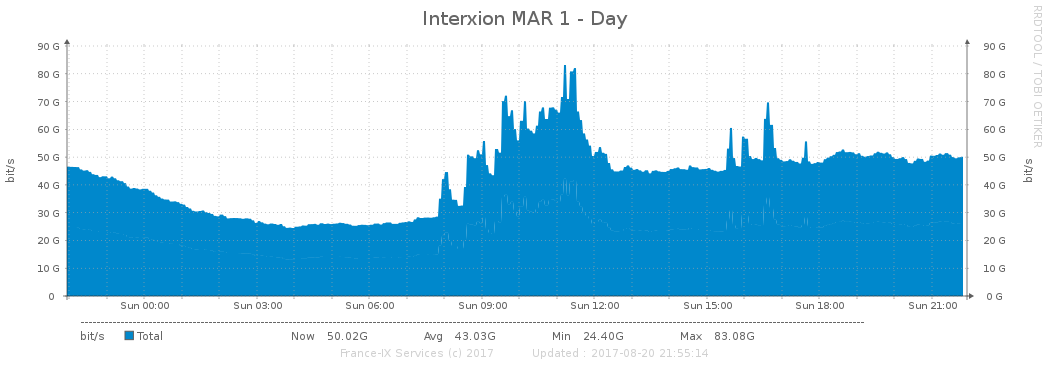 Interxion MAR 1 - Day
RRDTOOL / TOBI OETIKER
bit/s
90 G 90 G
80 G 80 G
70 G 70 G
60 G 60 G
50 G 50 G
40 G 40 G
30 G 30 G
20 G 20 G
10 G 10 G
0 0 G
bit/s
Sun 00:00 Sun 03:00 Sun 06:00 Sun 09:00 Sun 12:00 Sun 15:00 Sun 18:00 Sun 21:00
bit/s Total Now 50.02G Avg 43.03G Min 24.40G Max 83.08G
France-IX Services (c) 2017 Updated : 2017-08-20 21:55:14